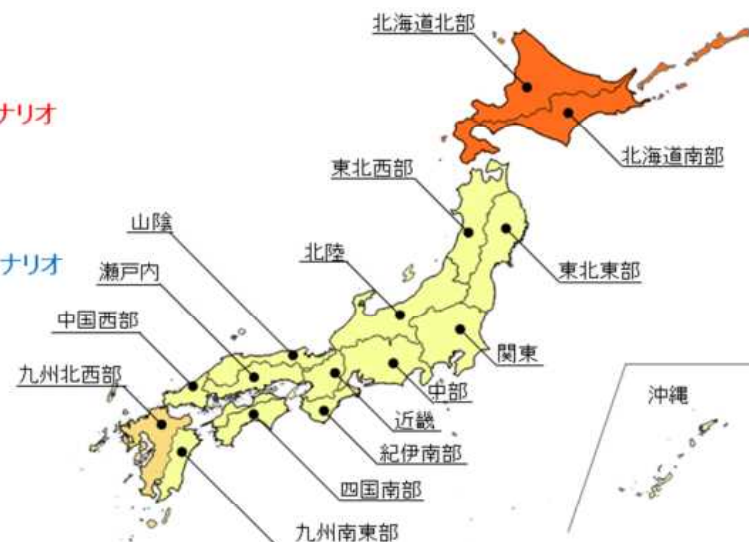 北海道北部
ナリオ
北海道南部
東北西部
山陰
北陸
ナリオ
瀬戸内
東北東部
中国西部
関東
九州北西部
中部
沖縄
近畿
紀伊南部
四国南部
九州南東部